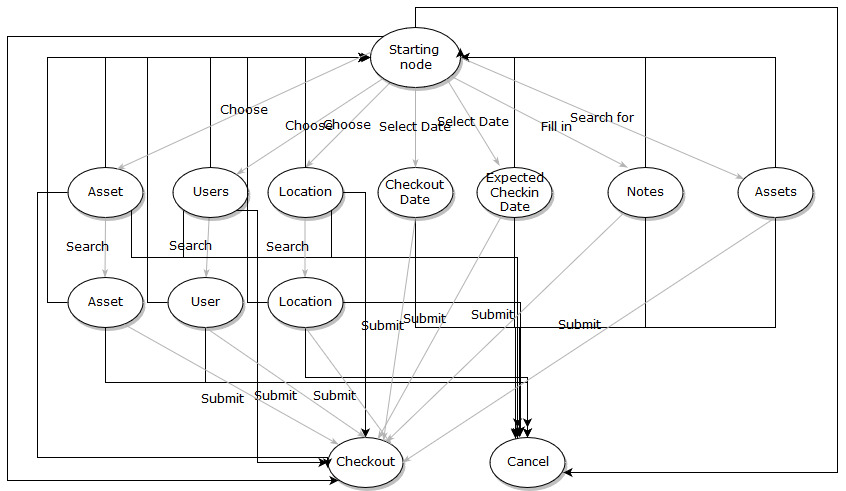 Starting
node
Choose
Choose
Choose
Select Date
Select Date
Fill in
Search for
Asset
Users
Location
Checkout
Date
Expected
Checkin
Date
Notes
Assets
Search
Search
Search
Asset
User
Location
Submit
Submit
Submit
Submit
Submit
Submit
Submit
Checkout
Cancel